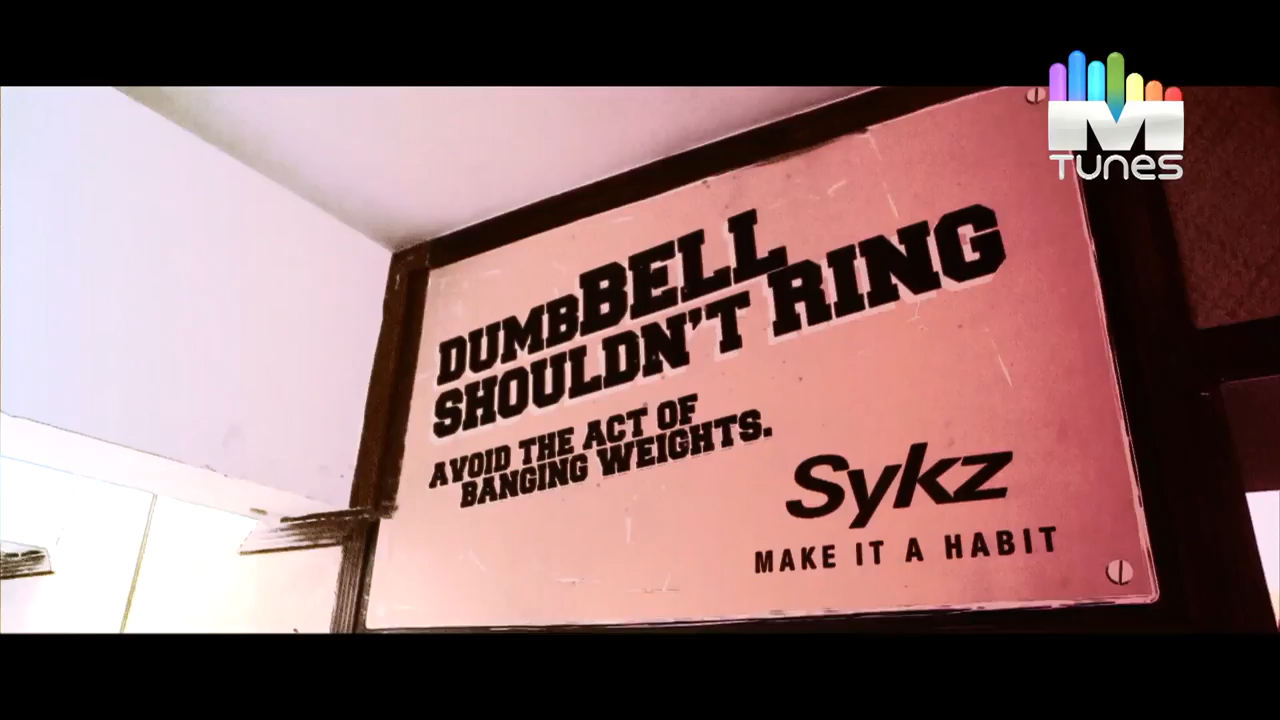 M
TUNES
DUMBBELL
SHOULDN'T RING
AVOID THE ACT OF
BANGING WEIGHTS.
Sykz
MAKE IT A HABIT